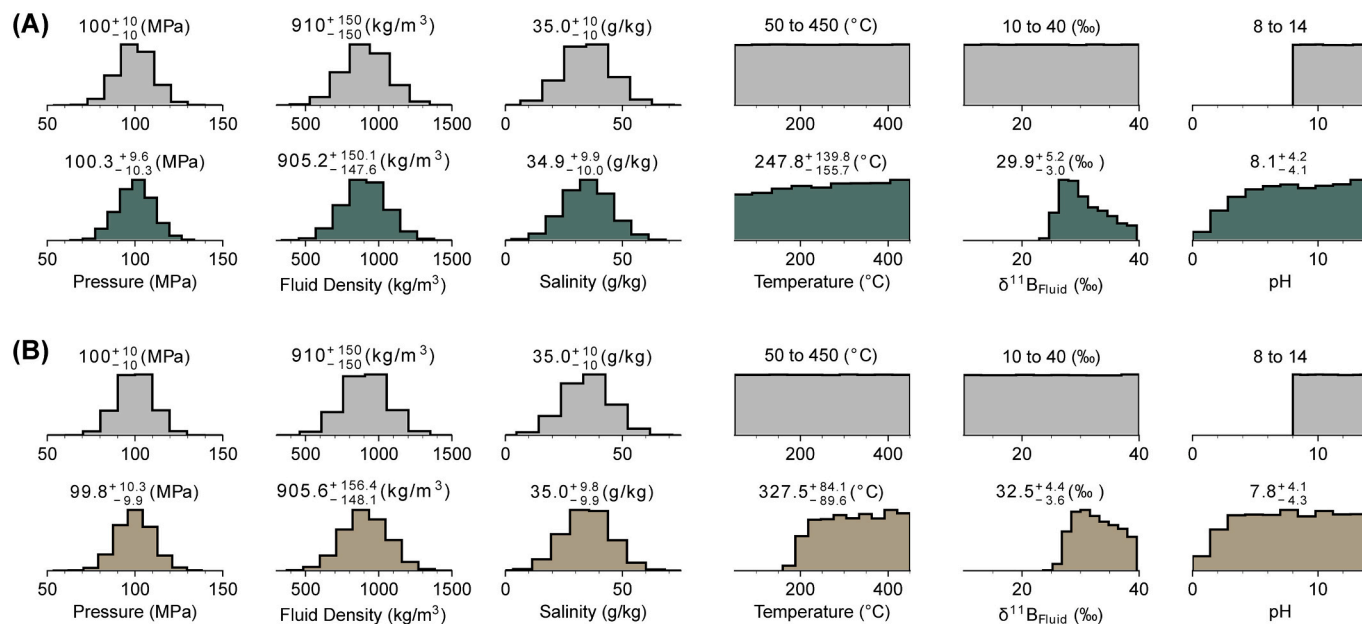 (A)
100 +10 −10 (MPa) 910 +150 −150 (kg/m³) 35.0 +10 −10 (g/kg) 50 to 450 (°C) 10 to 40 (‰) 8 to 14
50 100 150 500 1000 1500 0 50 200 400 20 40 0 10
100.3 +9.6 −10.3 (MPa) 905.2 +150.1 −147.6 (kg/m³) 34.9 +9.9 −10.0 (g/kg) 247.8 +139.8 −155.7 (°C) 29.9 +5.2 −3.0 (‰) 8.1 +4.2 −4.1
50 100 150 500 1000 1500 0 50 200 400 20 40 0 10
Pressure (MPa) Fluid Density (kg/m³) Salinity (g/kg) Temperature (°C) δ¹¹B_Fluid (‰) pH
(B)
100 +10 −10 (MPa) 910 +150 −150 (kg/m³) 35.0 +10 −10 (g/kg) 50 to 450 (°C) 10 to 40 (‰) 8 to 14
50 100 150 500 1000 1500 0 50 200 400 20 40 0 10
99.8 +10.3 −9.9 (MPa) 905.6 +156.4 −148.1 (kg/m³) 35.0 +9.8 −9.9 (g/kg) 327.5 +84.1 −89.6 (°C) 32.5 +4.4 −3.6 (‰) 7.8 +4.1 −4.3
50 100 150 500 1000 1500 0 50 200 400 20 40 0 10
Pressure (MPa) Fluid Density (kg/m³) Salinity (g/kg) Temperature (°C) δ¹¹B_Fluid (‰) pH